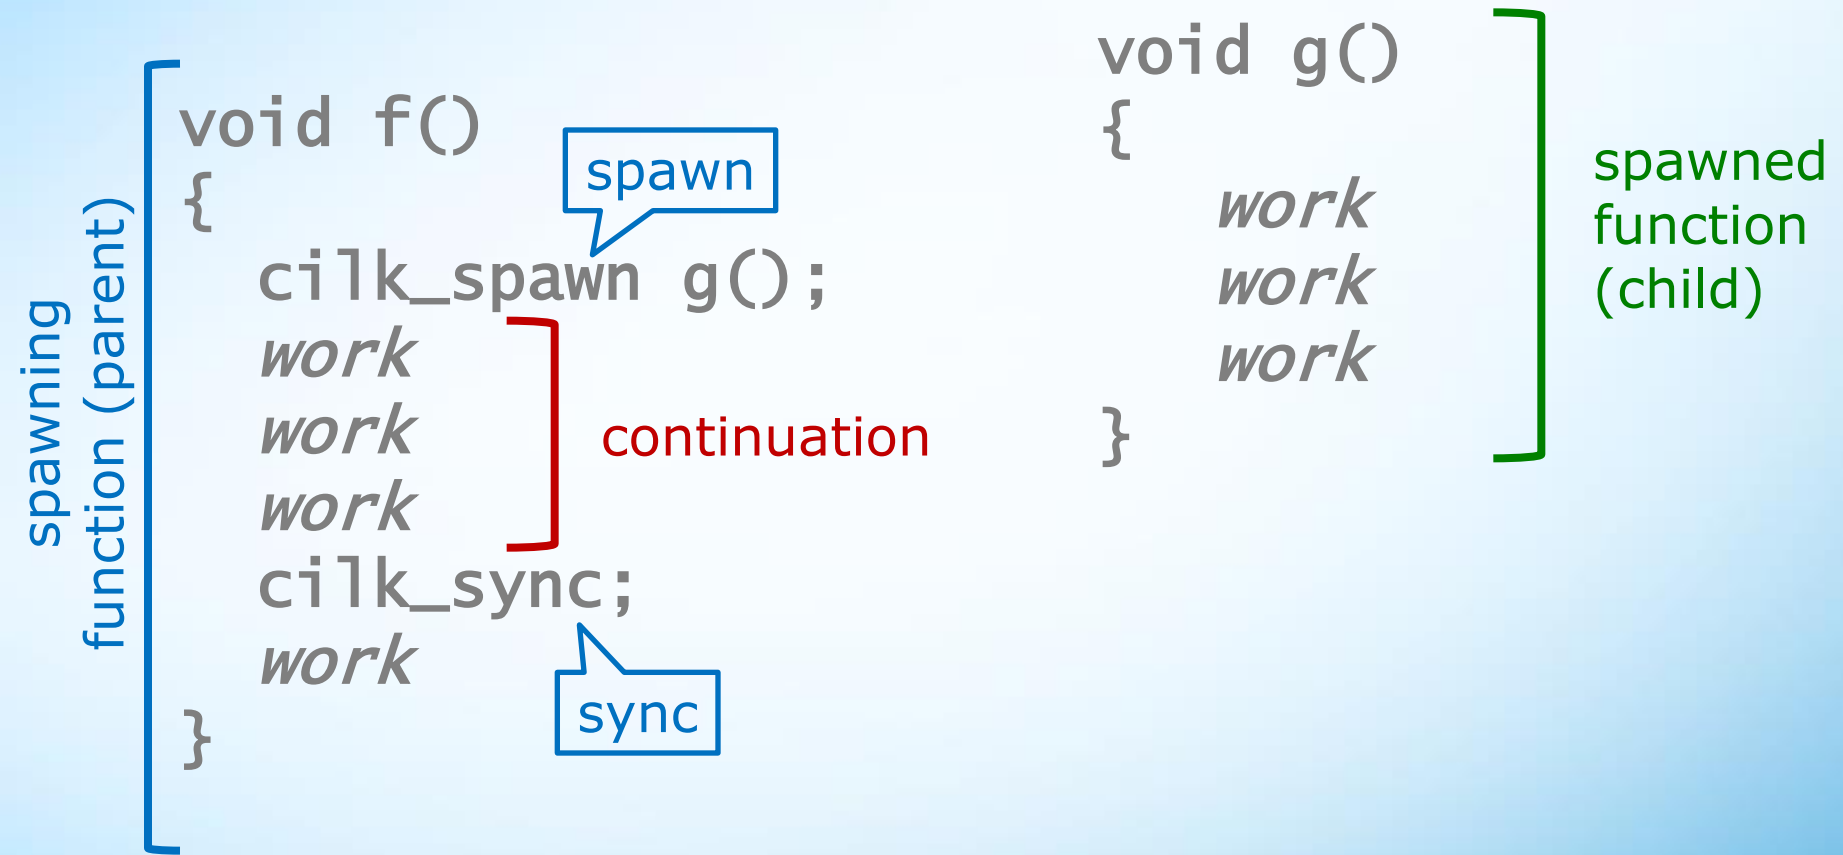 spawning
function (parent)
void f()
{
cilk_spawn g();
work
work
work
cilk_sync;
work
}
spawn
continuation
sync
void g()
{
work
work
work
}
spawned
function
(child)